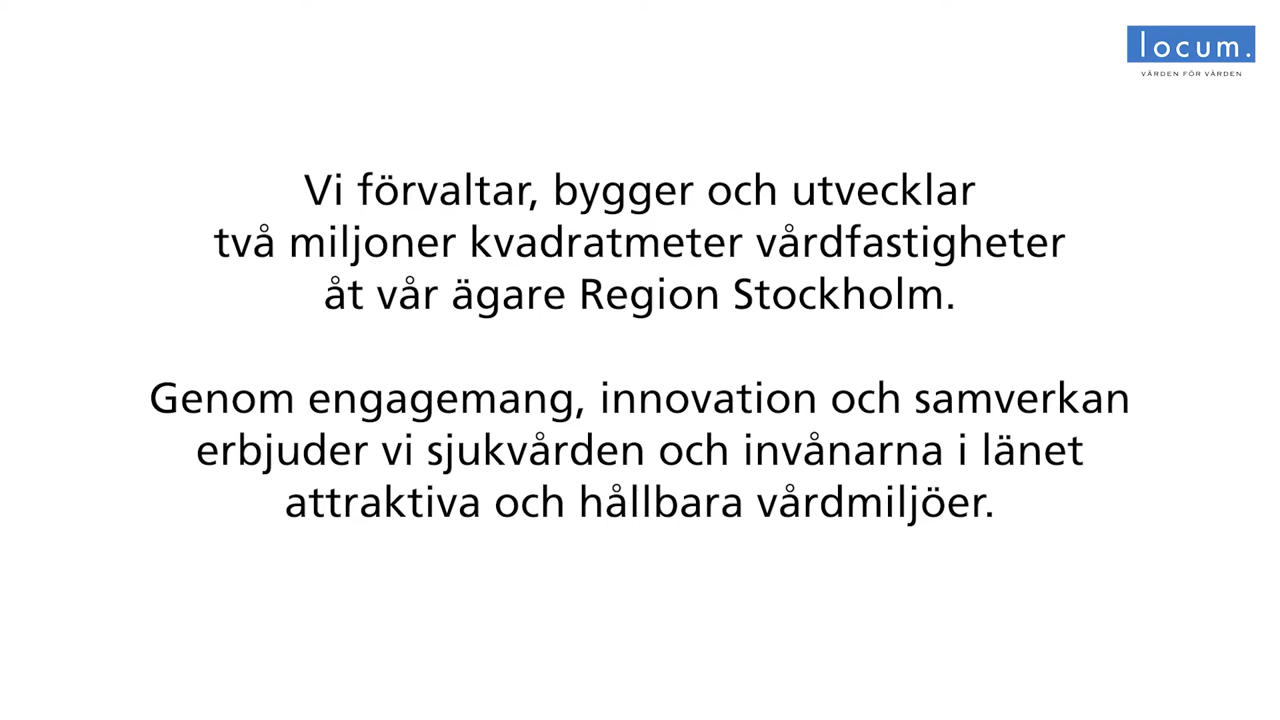 locum.
VÄRDEN FÖR VÅRDEN
Vi förvaltar, bygger och utvecklar
två miljoner kvadratmeter vårdfastigheter
åt vår ägare Region Stockholm.
Genom engagemang, innovation och samverkan
erbjuder vi sjukvården och invånarna i länet
attraktiva och hållbara vårdmiljöer.